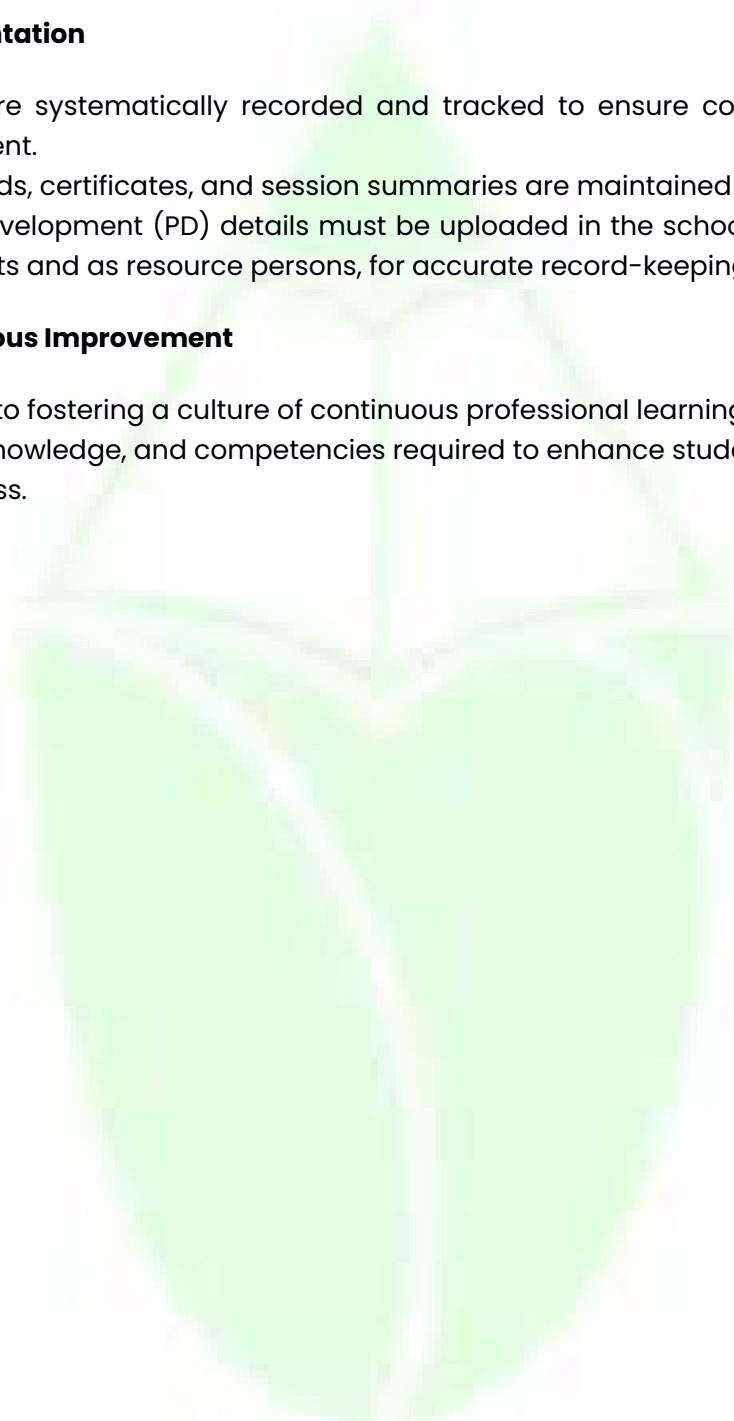 ntation
re systematically recorded and tracked to ensure co
ent.
ds, certificates, and session summaries are maintained
velopment (PD) details must be uploaded in the schoo
ts and as resource persons, for accurate record-keeping
ous Improvement
to fostering a culture of continuous professional learning
nowledge, and competencies required to enhance stude
ss.